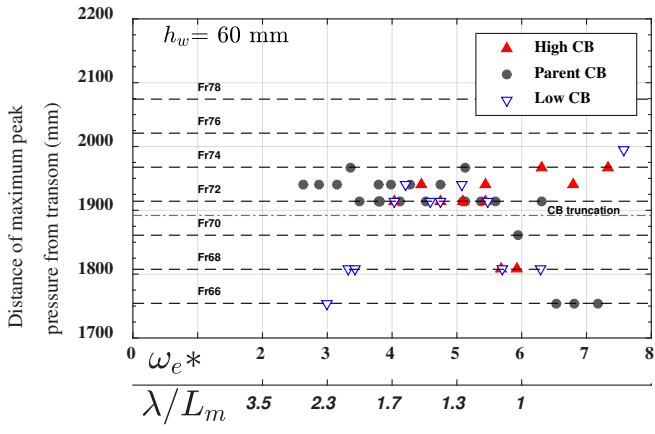 2200
2100
2000
1900
1800
1700
Distance of maximum peak
pressure from transom (mm)
h_w = 60 mm
High CB
Parent CB
Low CB
Fr78
Fr76
Fr74
Fr72
CB truncation
Fr70
Fr68
Fr66
0 2 3 4 5 6 7 8
ω_e*
λ/L_m 3.5 2.3 1.7 1.3 1